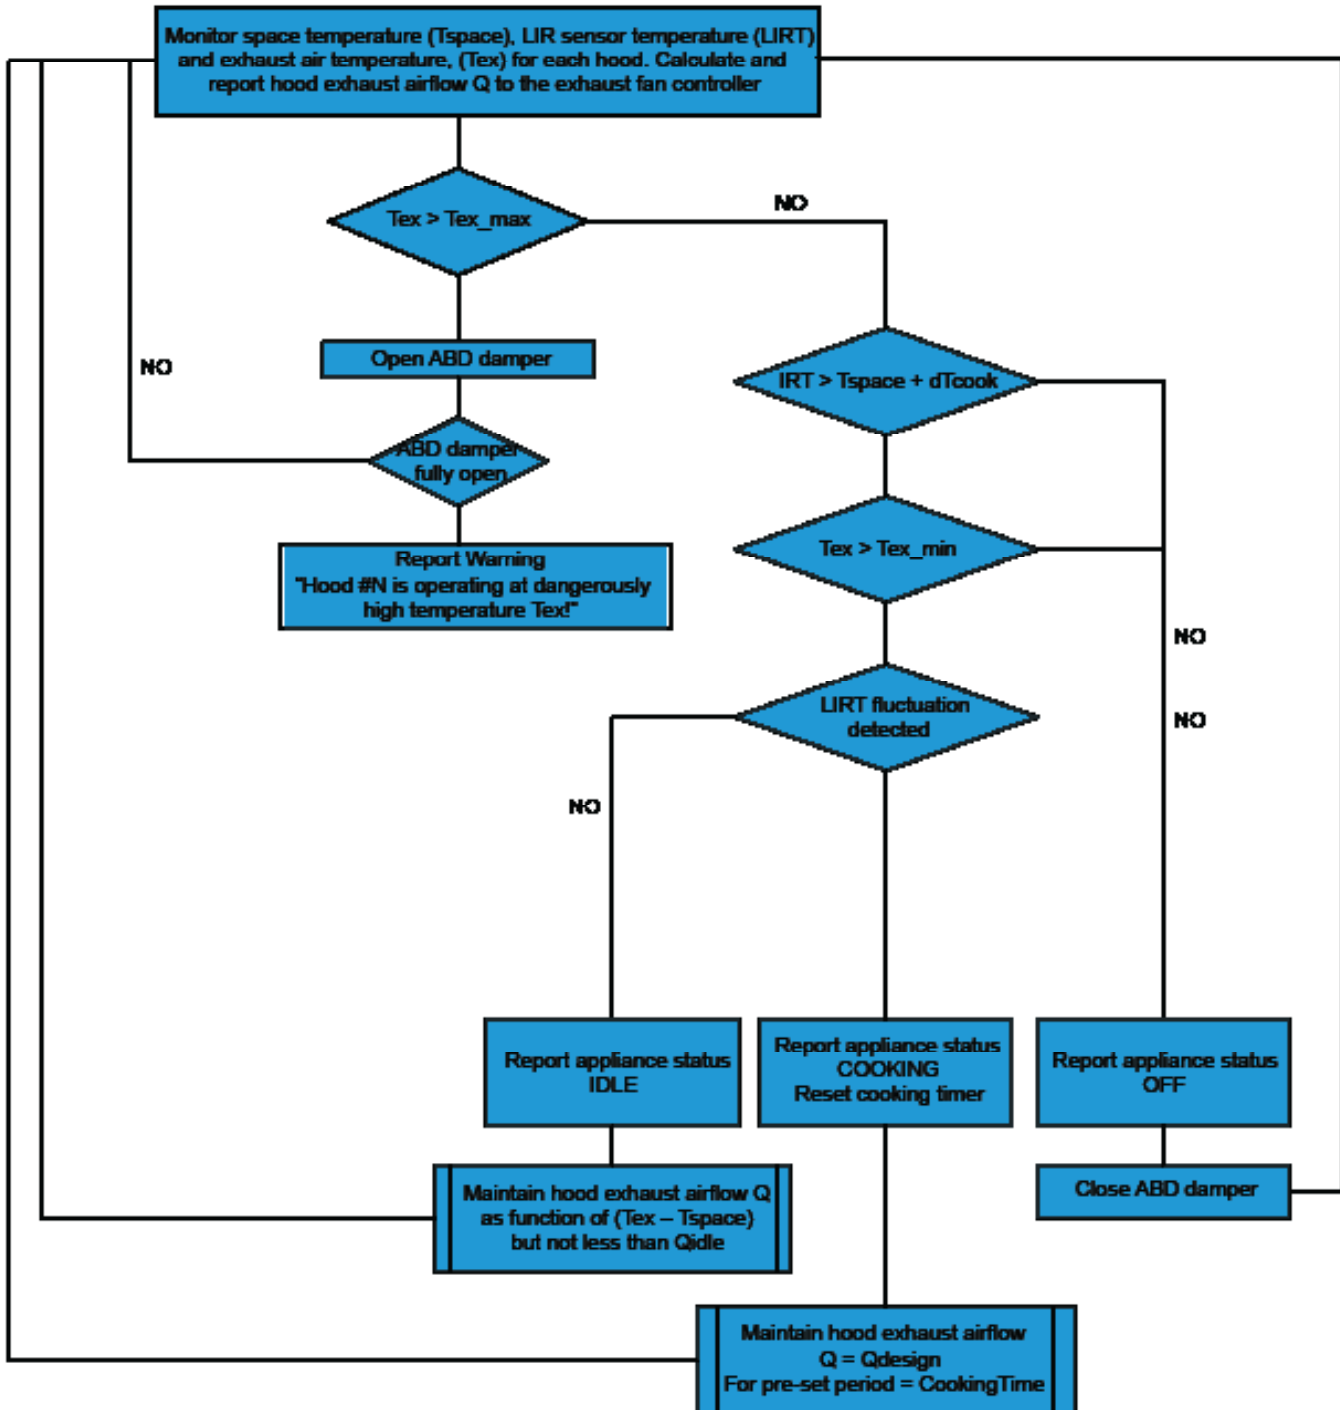 Monitor space temperature (Tspace), LIR sensor temperature (LIRT)
and exhaust air temperature, (Tex) for each hood. Calculate and
report hood exhaust airflow Q to the exhaust fan controller
Tex > Tex_max
NO
Open ABD damper
NO
IRT > Tspace + dTcook
ABD damper
fully open
Tex > Tex_min
Report Warning
"Hood #N is operating at dangerously
high temperature Tex!"
NO
LIRT fluctuation
detected
NO
NO
Report appliance status
IDLE
Report appliance status
COOKING
Reset cooking timer
Report appliance status
OFF
Maintain hood exhaust airflow Q
as function of (Tex – Tspace)
but not less than Qidle
Close ABD damper
Maintain hood exhaust airflow
Q = Qdesign
For pre-set period = CookingTime